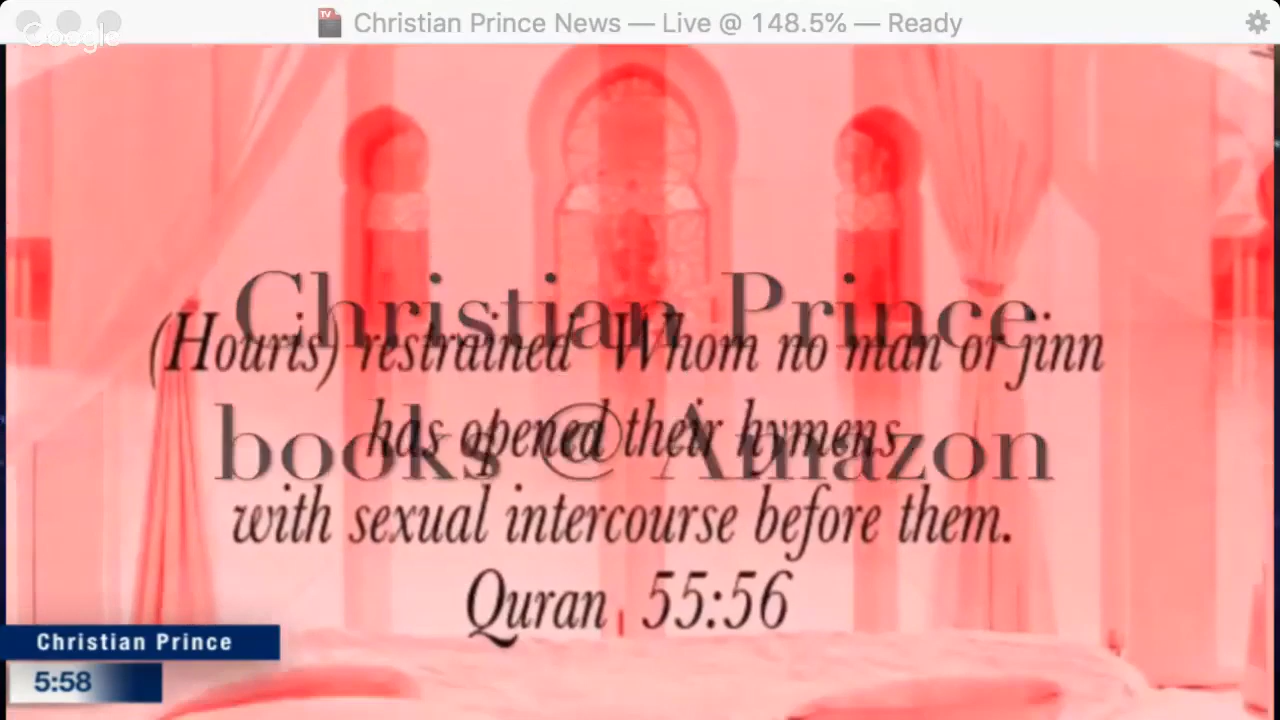 Google
Christian Prince News — Live @ 148.5% — Ready
Christian Prince
books @ Amazon
(Houris) restrained Whom no man or jinn
has opened their hymens
with sexual intercourse before them.
Quran 55:56
Christian Prince
5:58